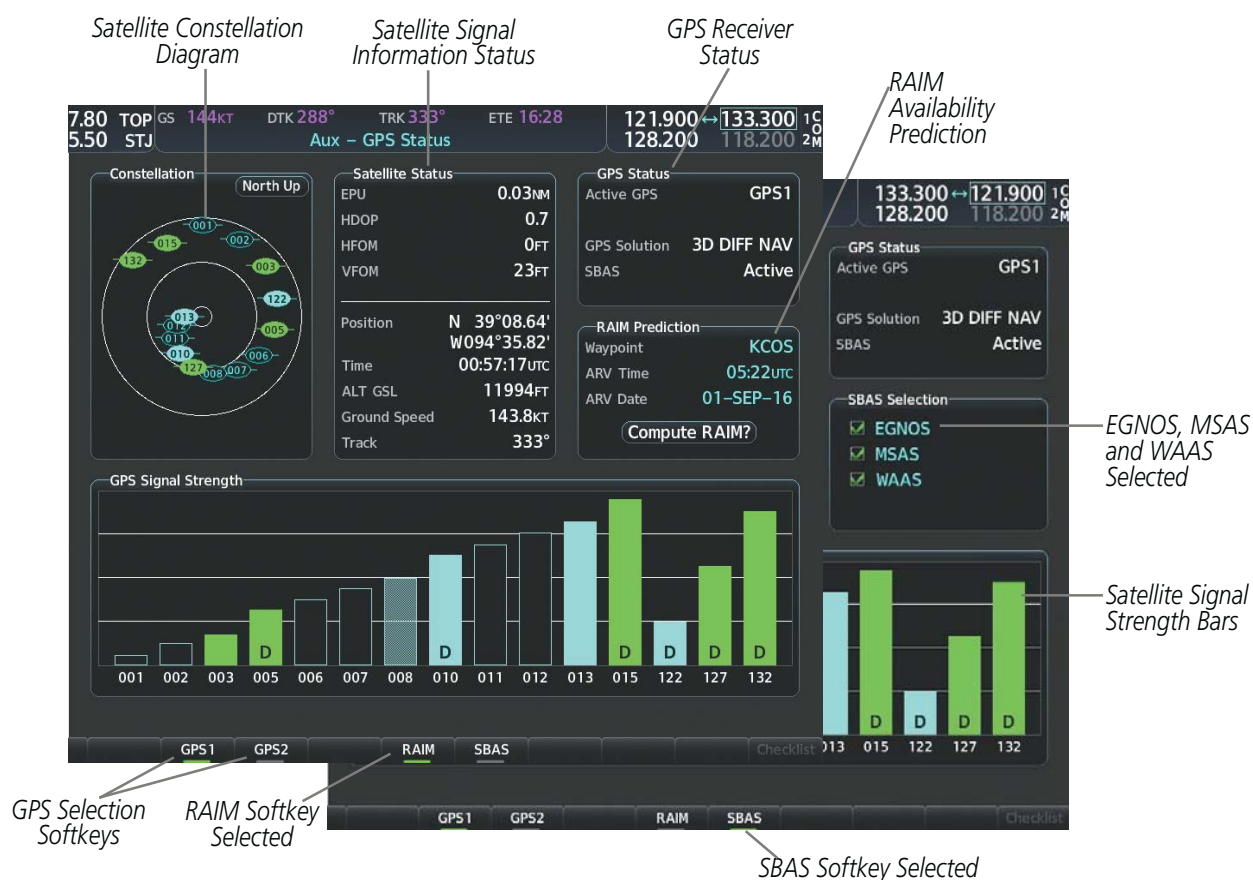 Satellite Constellation
Diagram
Satellite Signal
Information Status
GPS Receiver
Status
RAIM
Availability
Prediction
7.80 TOP
5.50 STJ
GS 144KT DTK 288° TRK 333° ETE 16:28
Aux – GPS Status
121.900 ↔ 133.300 1
128.200 118.200 2
COM
Constellation
North Up
001
002
015
132
003
122
013
012
005
011
010
006
127
008
007
Satellite Status
EPU 0.03NM
HDOP 0.7
HFOM 0FT
VFOM 23FT
Position N 39°08.64'
W094°35.82'
Time 00:57:17UTC
ALT GSL 11994FT
Ground Speed 143.8KT
Track 333°
GPS Status
Active GPS GPS1
GPS Solution 3D DIFF NAV
SBAS Active
RAIM Prediction
Waypoint KCOS
ARV Time 05:22UTC
ARV Date 01–SEP–16
Compute RAIM?
GPS Signal Strength
D D D D D D
001 002 003 005 006 007 008 010 011 012 013 015 122 127 132
GPS1 GPS2 RAIM SBAS Checklist
133.300 ↔ 121.900 1
128.200 118.200 2
COM
GPS Status
Active GPS GPS1
GPS Solution 3D DIFF NAV
SBAS Active
SBAS Selection
EGNOS
MSAS
WAAS
EGNOS, MSAS
and WAAS
Selected
Satellite Signal
Strength Bars
D D D D
013 015 122 127 132
GPS1 GPS2 RAIM SBAS Checklist
GPS Selection
Softkeys
RAIM Softkey
Selected
SBAS Softkey Selected